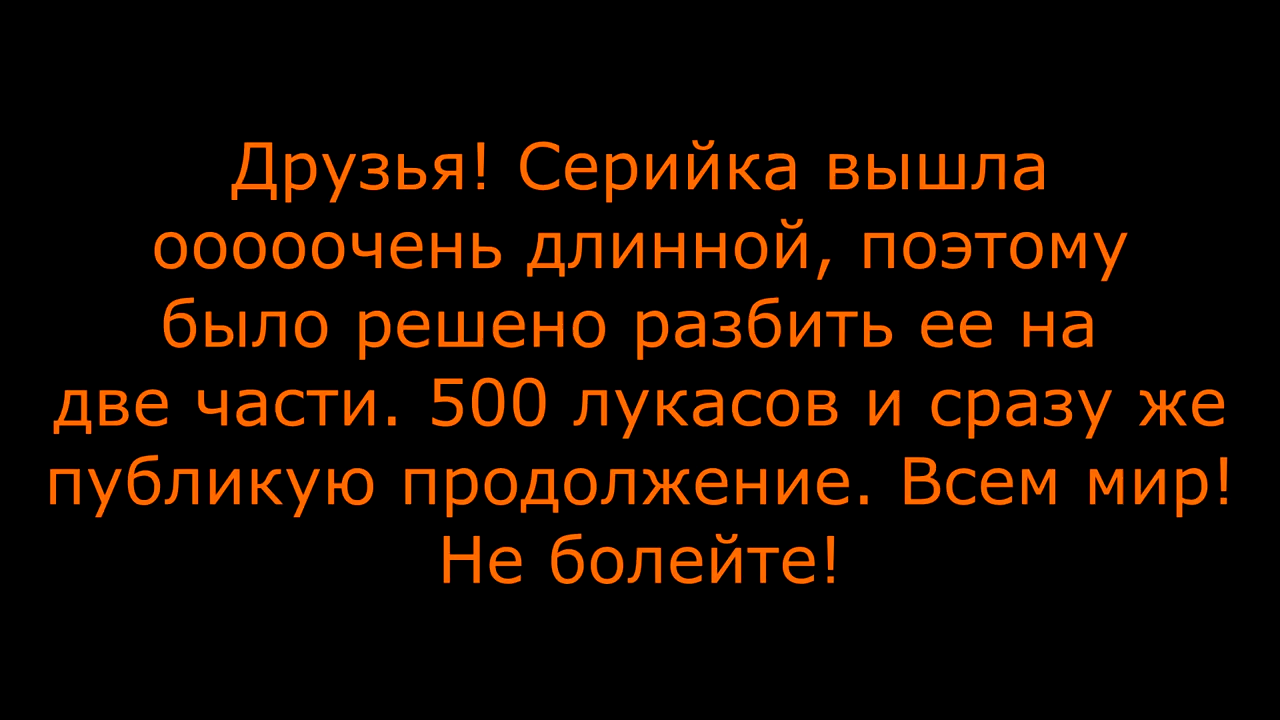 Друзья! Серийка вышла
ооооочень длинной, поэтому
было решено разбить ее на
две части. 500 лукасов и сразу же
публикую продолжение. Всем мир!
Не болейте!